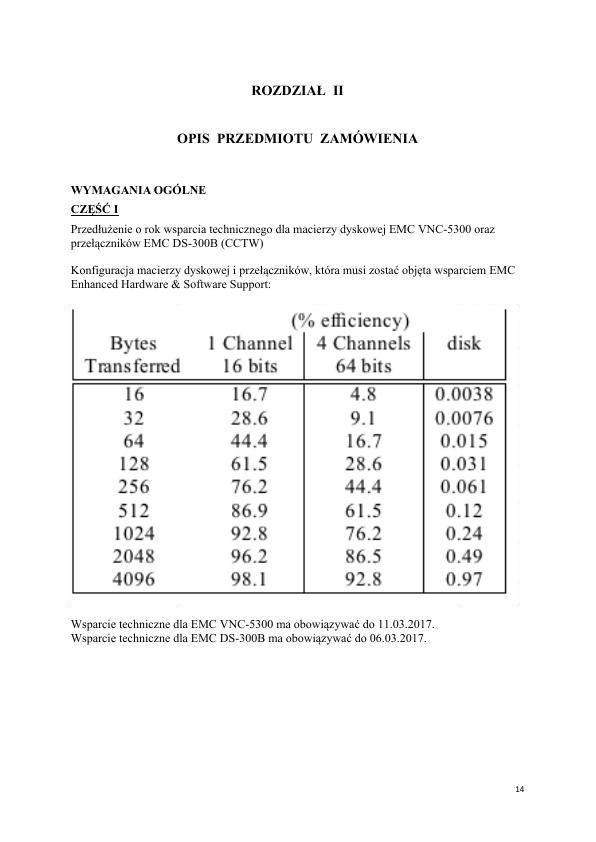 ROZDZIAŁ II
OPIS PRZEDMIOTU ZAMÓWIENIA
WYMAGANIA OGÓLNE
CZĘŚĆ I
Przedłużenie o rok wsparcia technicznego dla macierzy dyskowej EMC VNC-5300 oraz
przełączników EMC DS-300B (CCTW)
Konfiguracja macierzy dyskowej i przełączników, która musi zostać objęta wsparciem EMC
Enhanced Hardware & Software Support:
(% efficiency)
Bytes 1 Channel 4 Channels disk
Transferred 16 bits 64 bits
16 16.7 4.8 0.0038
32 28.6 9.1 0.0076
64 44.4 16.7 0.015
128 61.5 28.6 0.031
256 76.2 44.4 0.061
512 86.9 61.5 0.12
1024 92.8 76.2 0.24
2048 96.2 86.5 0.49
4096 98.1 92.8 0.97
Wsparcie techniczne dla EMC VNC-5300 ma obowiązywać do 11.03.2017.
Wsparcie techniczne dla EMC DS-300B ma obowiązywać do 06.03.2017.
14